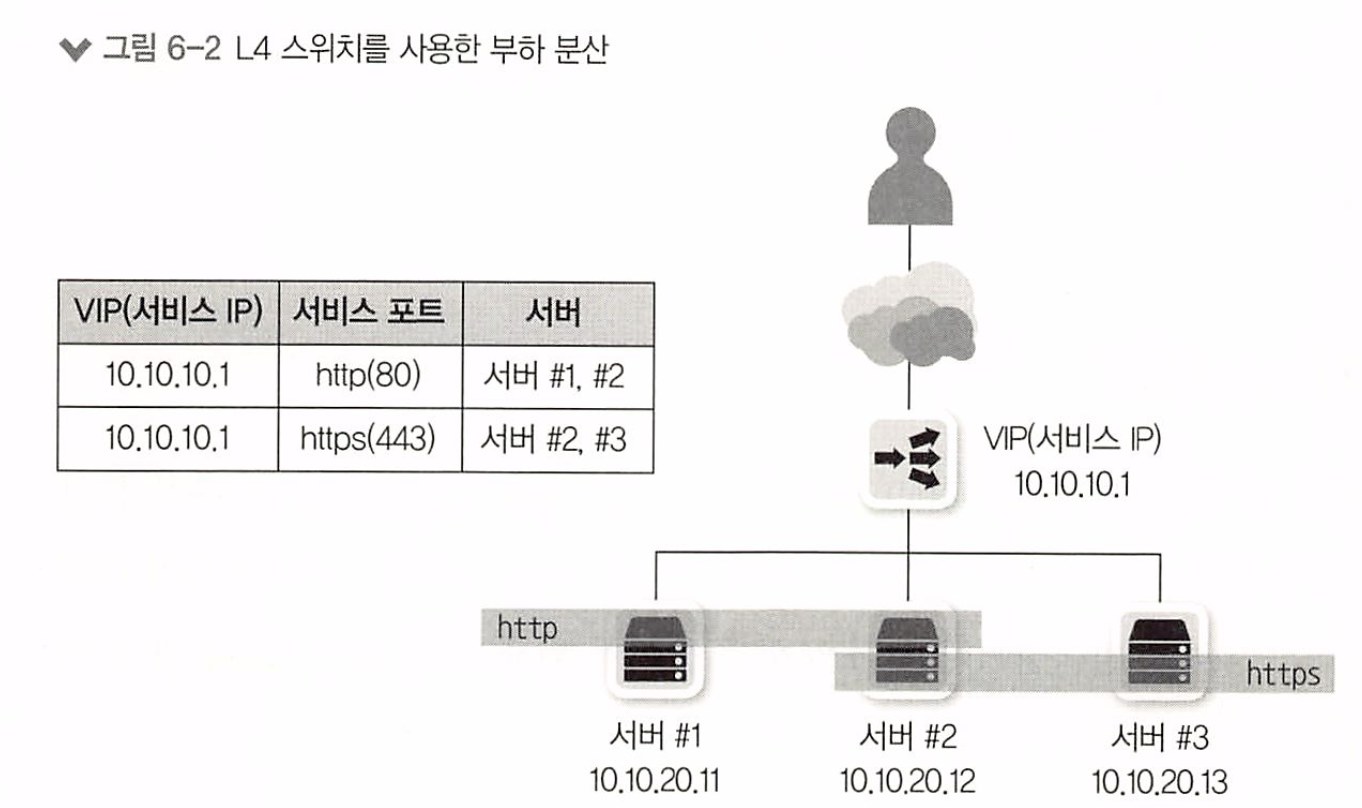 그림 6-2 L4 스위치를 사용한 부하 분산
VIP(서비스 IP) 서비스 포트 서버
10.10.10.1 http(80) 서버 #1, #2
10.10.10.1 https(443) 서버 #2, #3
VIP(서비스 IP)
10.10.10.1
http
https
서버 #1
10.10.20.11
서버 #2
10.10.20.12
서버 #3
10.10.20.13